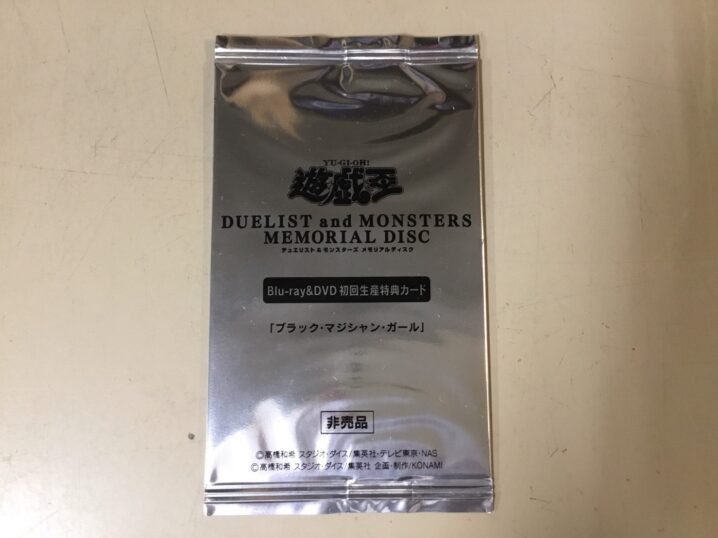 YU-GI-OH!
遊戯王
DUELIST and MONSTERS
MEMORIAL DISC
デュエリスト&モンスターズ メモリアルディスク
Blu-ray&DVD 初回生産特典カード
「ブラック・マジシャン・ガール」
非売品
©高橋和希 スタジオ・ダイス/集英社・テレビ東京・NAS
©高橋和希 スタジオ・ダイス/集英社 企画・制作/KONAMI